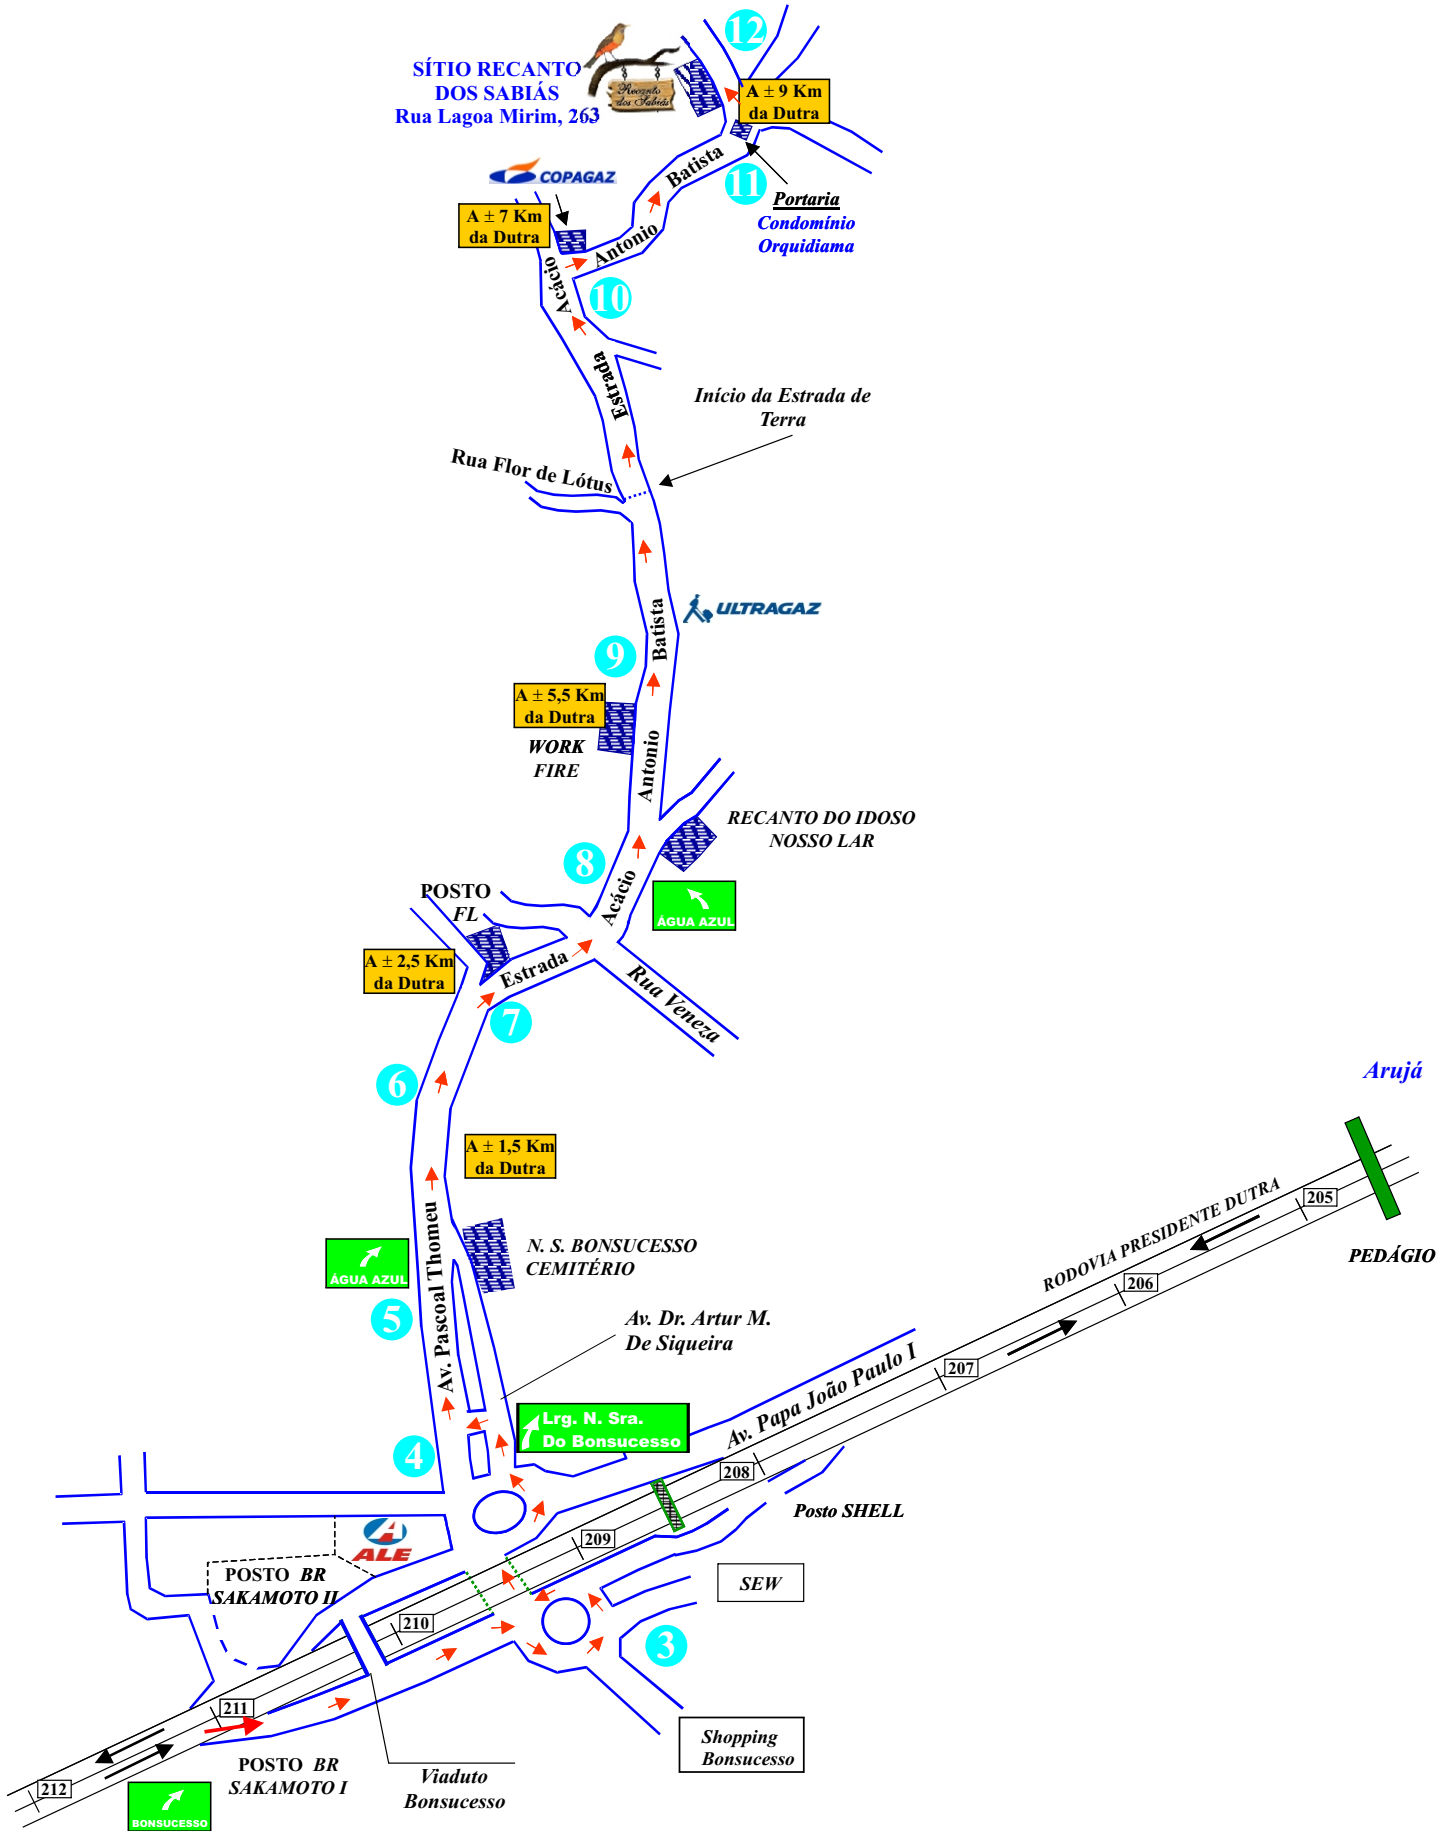 12
SÍTIO RECANTO
DOS SABIÁS
Rua Lagoa Mirim, 263
Recanto
dos Sabiás
A ± 9 Km
da Dutra
Batista
11
COPAGAZ
Portaria
Condomínio
Orquidiama
A ± 7 Km
da Dutra
Antonio
Acácio
10
Estrada
Início da Estrada de
Terra
Rua Flor de Lótus
ULTRAGAZ
Batista
9
A ± 5,5 Km
da Dutra
WORK
FIRE
Antonio
RECANTO DO IDOSO
NOSSO LAR
8
Acácio
ÁGUA AZUL
POSTO
FL
A ± 2,5 Km
da Dutra
Estrada
Rua Veneza
7
6
Arujá
A ± 1,5 Km
da Dutra
205
RODOVIA PRESIDENTE DUTRA
PEDÁGIO
206
Av. Pascoal Thomeu
N. S. BONSUCESSO
CEMITÉRIO
ÁGUA AZUL
5
Av. Dr. Artur M.
De Siqueira
207
Av. Papa João Paulo I
Lrg. N. Sra.
Do Bonsucesso
4
208
Posto SHELL
209
A
ALE
POSTO BR
SAKAMOTO II
SEW
210
3
211
Shopping
Bonsucesso
POSTO BR
SAKAMOTO I
Viaduto
Bonsucesso
212
BONSUCESSO